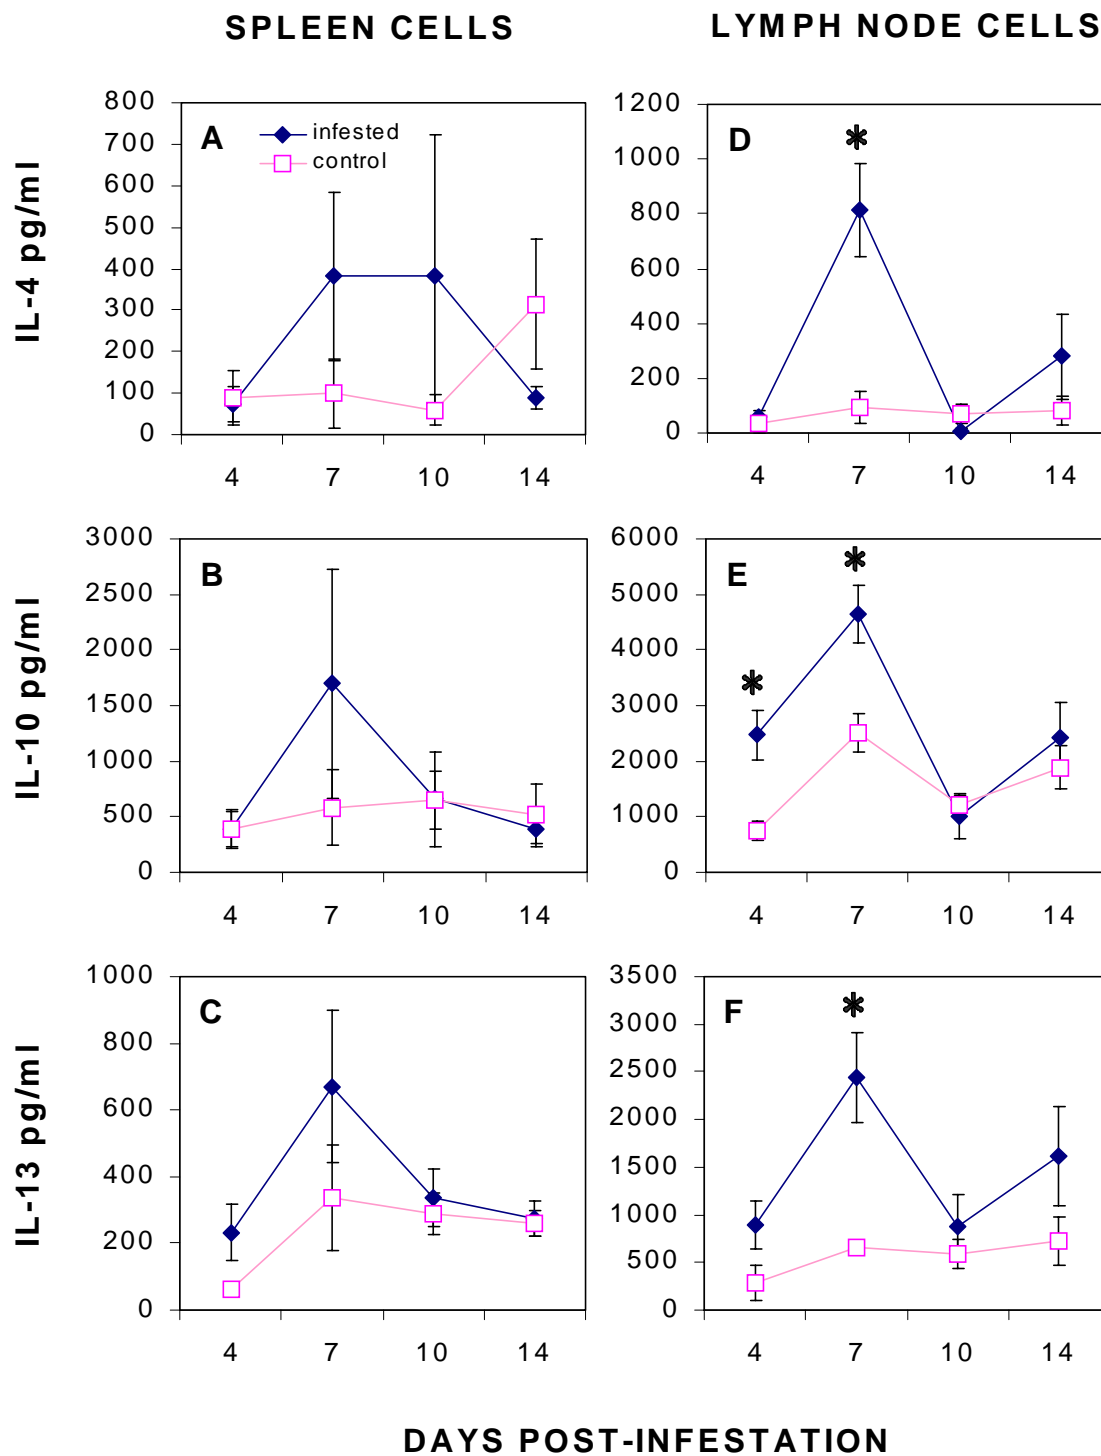 SPLEEN CELLS
LYMPH NODE CELLS
IL-4 pg/ml
800
700
600
500
400
300
200
100
0
A
infested
control
4 7 10 14
1200
1000
800
600
400
200
0
D
*
4 7 10 14
IL-10 pg/ml
3000
2500
2000
1500
1000
500
0
B
4 7 10 14
6000
5000
4000
3000
2000
1000
0
E
*
*
4 7 10 14
IL-13 pg/ml
1000
800
600
400
200
0
C
4 7 10 14
3500
3000
2500
2000
1500
1000
500
0
F
*
4 7 10 14
DAYS POST-INFESTATION